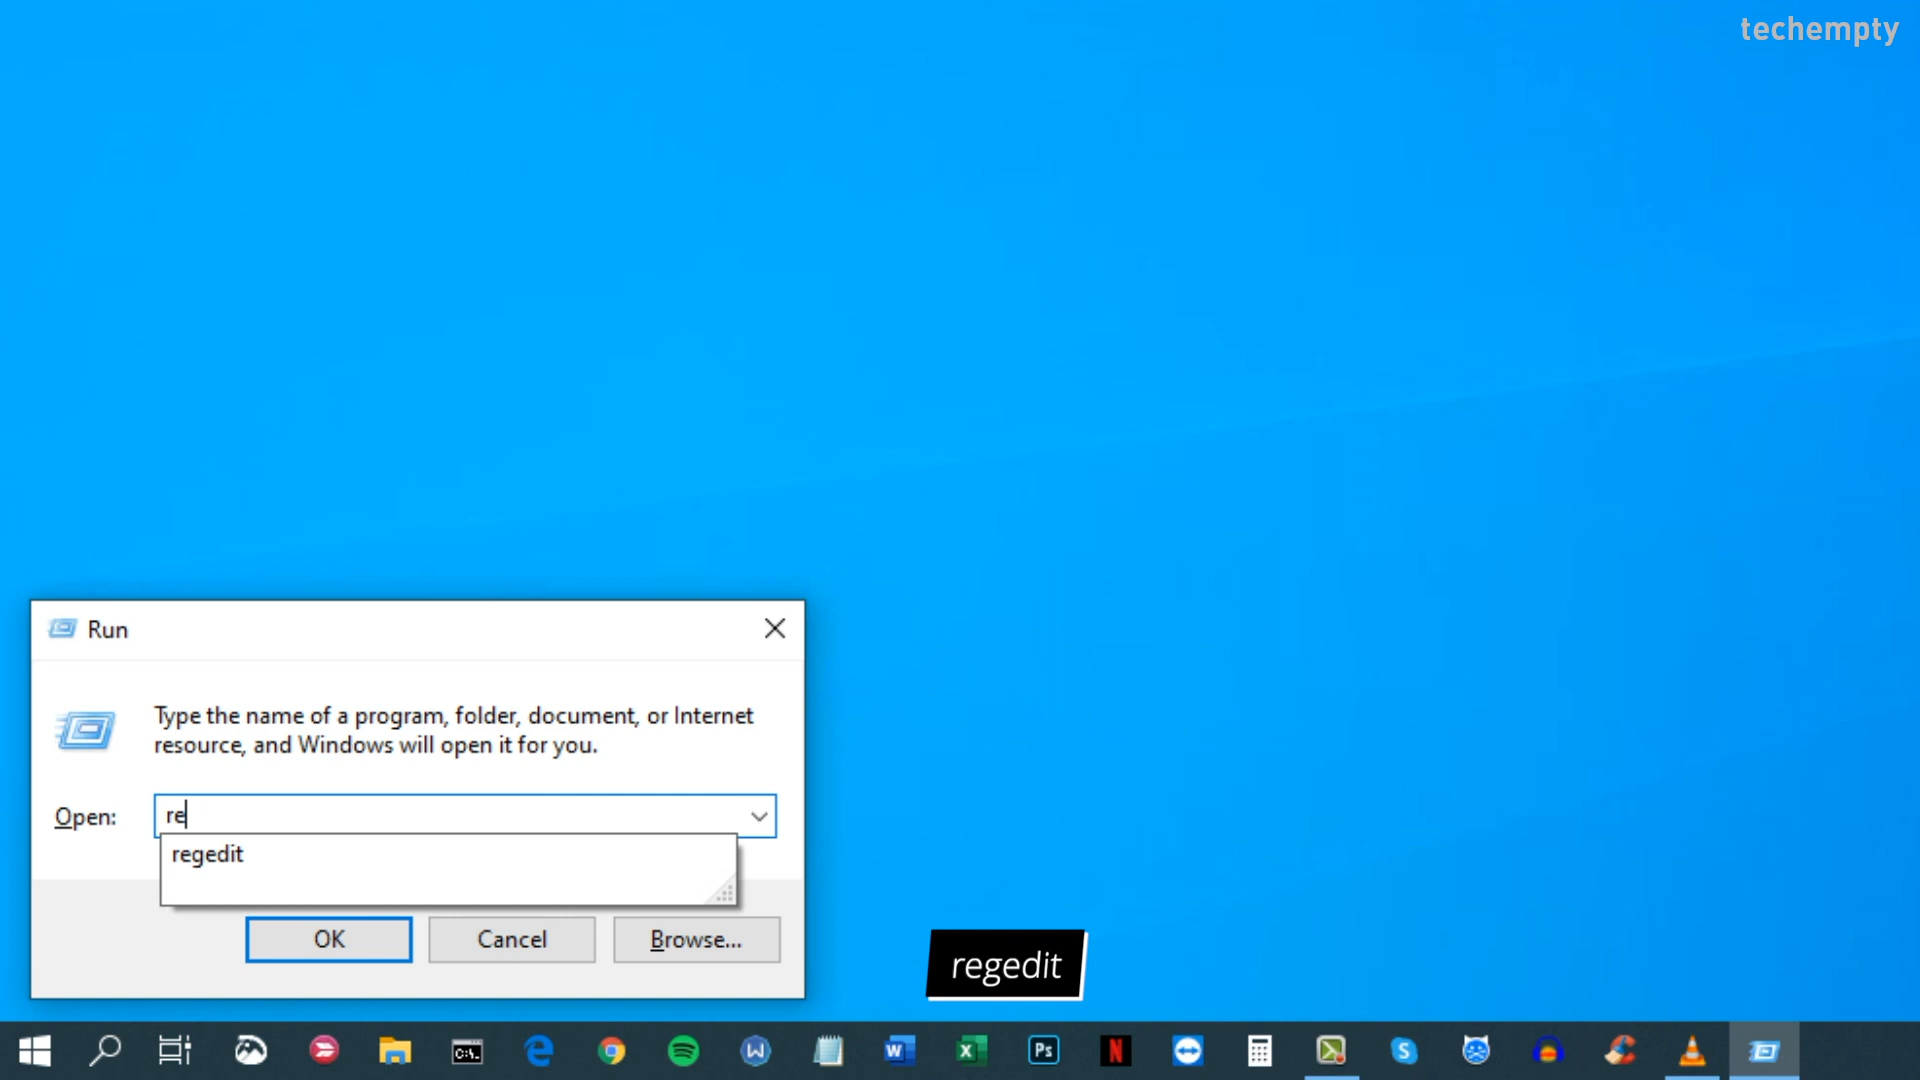 techempty
Run
Type the name of a program, folder, document, or Internet
resource, and Windows will open it for you.
Open:
re
regedit
OK
Cancel
Browse...
regedit
C:\.
W
W
X
Ps
N
S